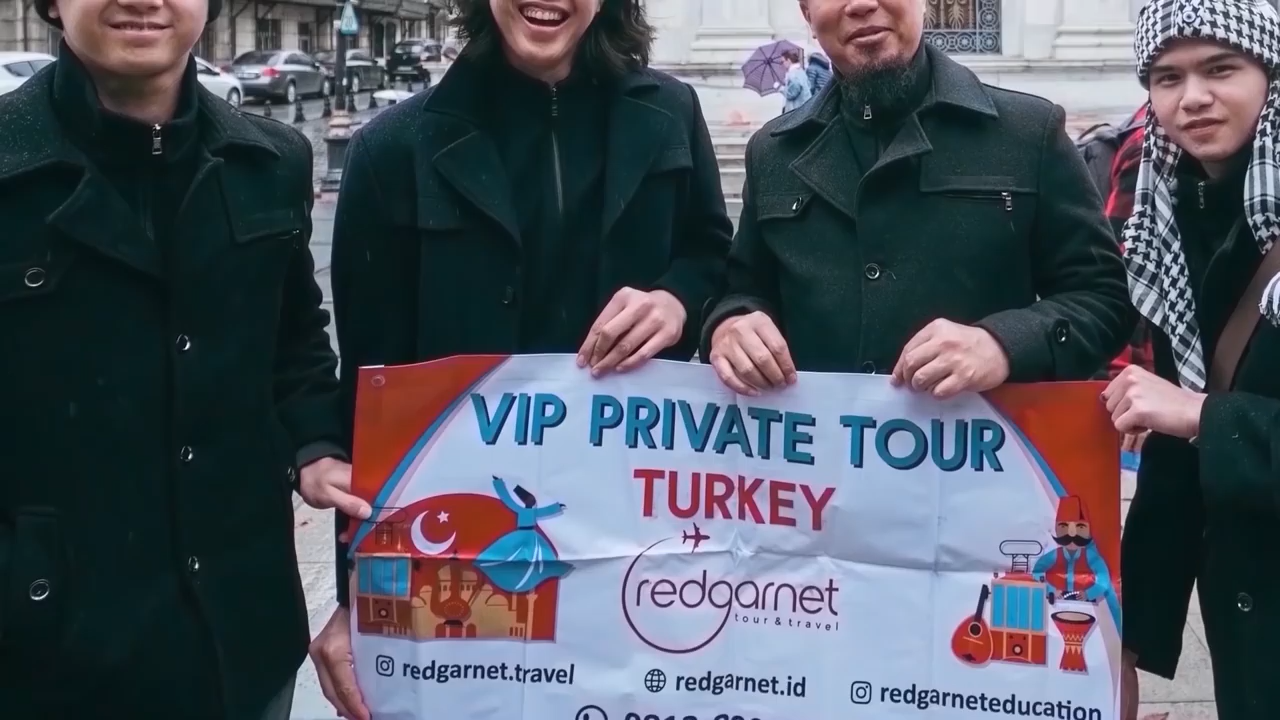 VIP PRIVATE TOUR
TURKEY
redgarnet
tour & travel
redgarnet.travel
redgarnet.id
redgarneteducation